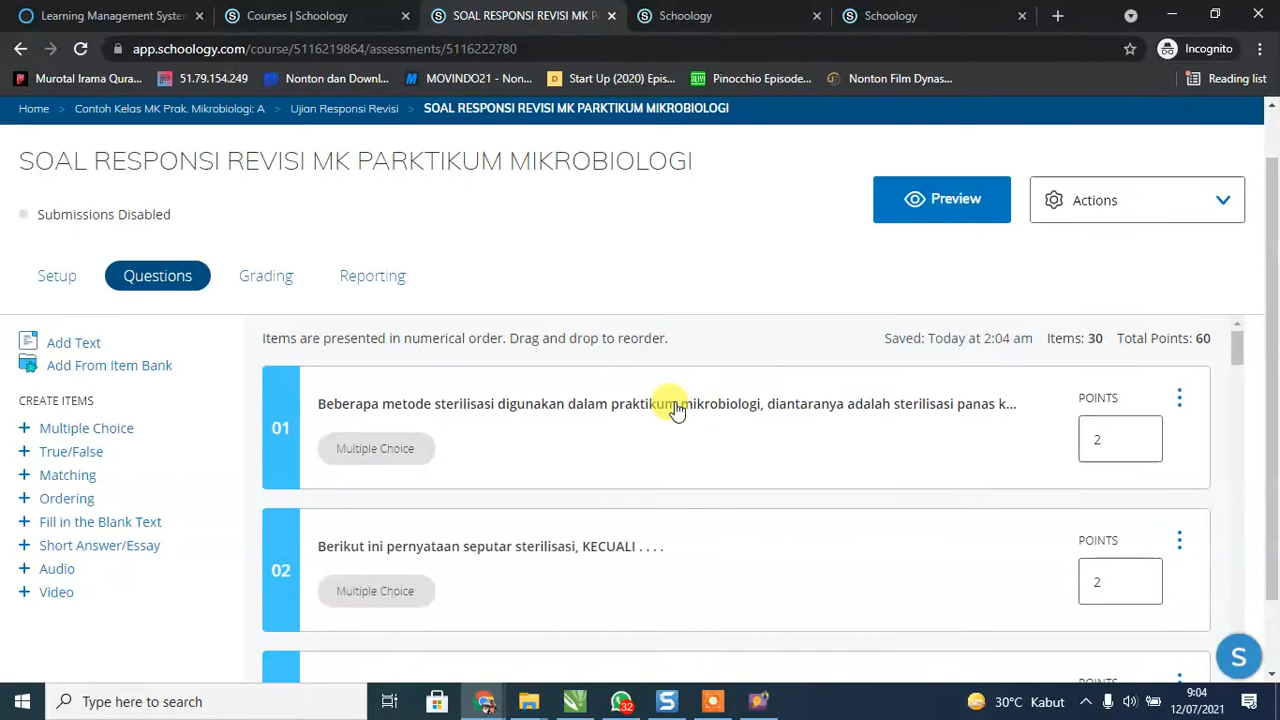 Learning Management Syster
Courses | Schoology
SOAL RESPONSI REVISI MK P
Schoology
Schoology
app.schoology.com/course/5116219864/assessments/5116222780
Incognito
Murotal Irama Qura...
51.79.154.249
Nonton dan Downl...
MOVINDO21 - Non...
Start Up (2020) Epis...
Pinocchio Episode...
Nonton Film Dynas...
Reading list
Home > Contoh Kelas MK Prak. Mikrobiologi: A > Ujian Responsi Revisi > SOAL RESPONSI REVISI MK PARKTIKUM MIKROBIOLOGI
SOAL RESPONSI REVISI MK PARKTIKUM MIKROBIOLOGI
Preview
Actions
Submissions Disabled
Setup
Questions
Grading
Reporting
Add Text
Add From Item Bank
CREATE ITEMS
+ Multiple Choice
+ True/False
+ Matching
+ Ordering
+ Fill in the Blank Text
+ Short Answer/Essay
+ Audio
+ Video
Items are presented in numerical order. Drag and drop to reorder.
Saved: Today at 2:04 am
Items: 30
Total Points: 60
01
Beberapa metode sterilisasi digunakan dalam praktikum mikrobiologi, diantaranya adalah sterilisasi panas k...
Multiple Choice
POINTS
2
02
Berikut ini pernyataan seputar sterilisasi, KECUALI . . . .
Multiple Choice
POINTS
2
POINTS
S
Type here to search
32
30°C Kabut
9:04
12/07/2021